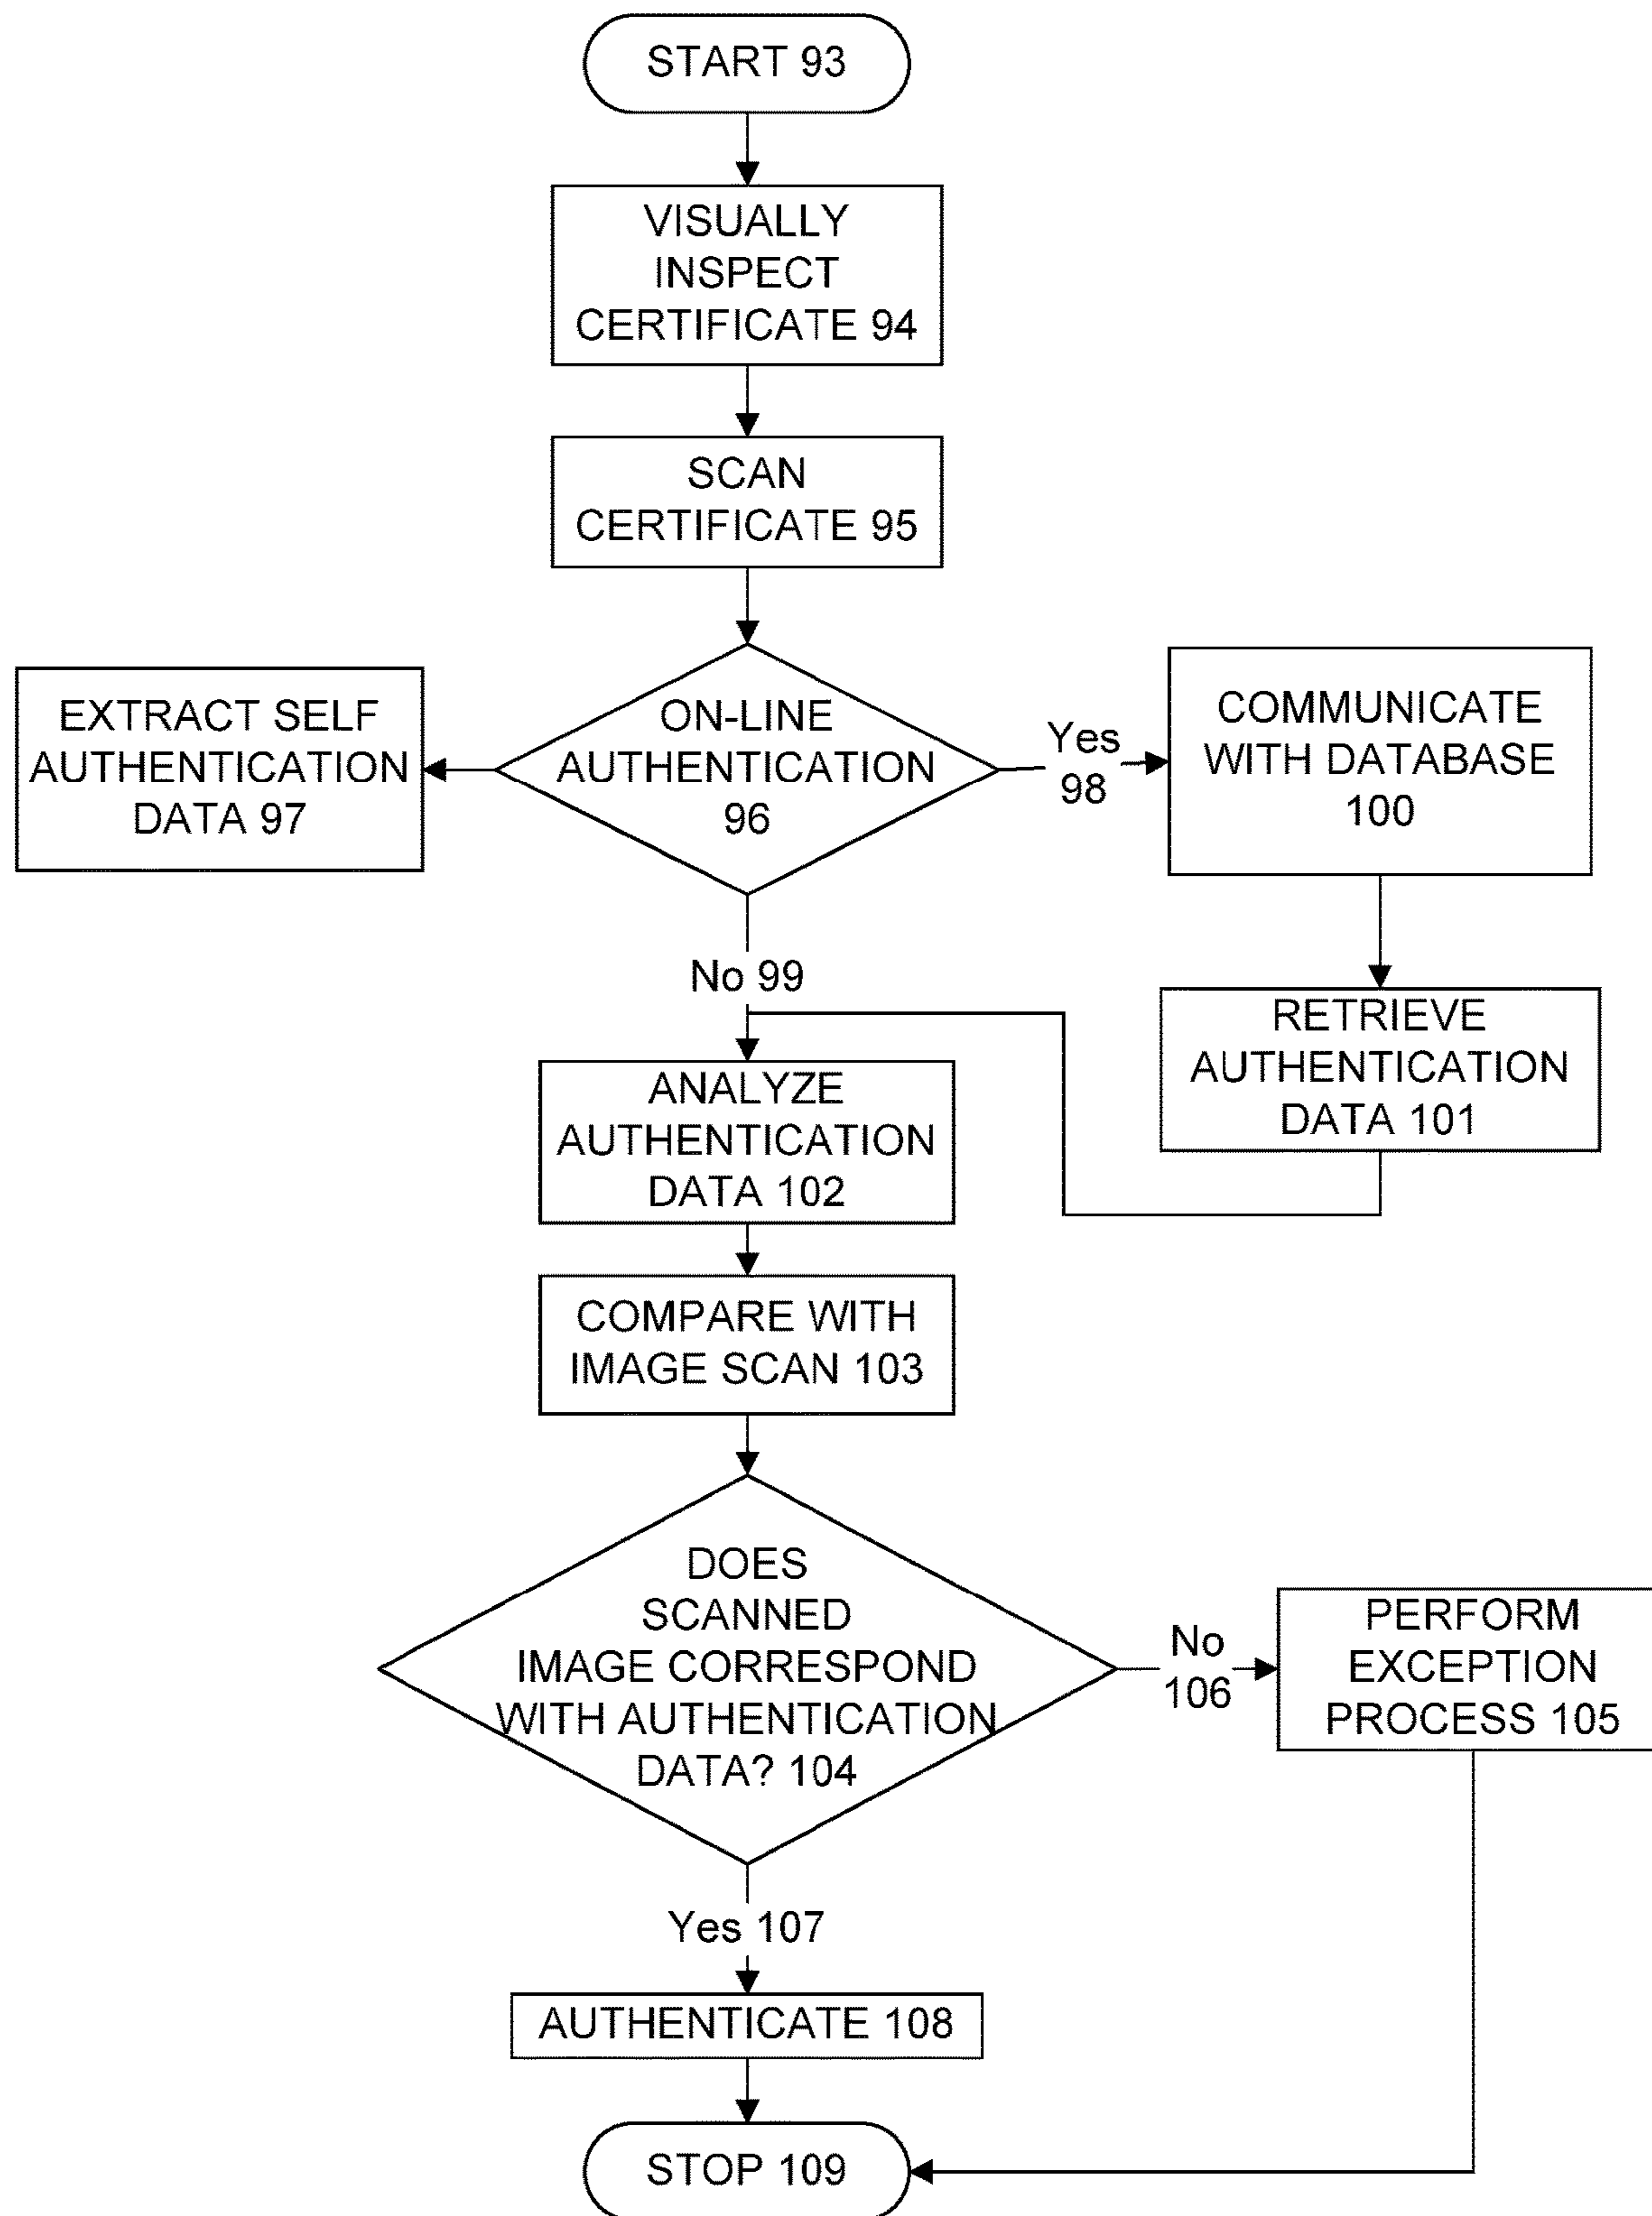 START 93
VISUALLY
INSPECT
CERTIFICATE 94
SCAN
CERTIFICATE 95
EXTRACT SELF
AUTHENTICATION
DATA 97
ON-LINE
AUTHENTICATION
96
Yes
98
COMMUNICATE
WITH DATABASE
100
No 99
RETRIEVE
AUTHENTICATION
DATA 101
ANALYZE
AUTHENTICATION
DATA 102
COMPARE WITH
IMAGE SCAN 103
DOES
SCANNED
IMAGE CORRESPOND
WITH AUTHENTICATION
DATA? 104
No
106
PERFORM
EXCEPTION
PROCESS 105
Yes 107
AUTHENTICATE 108
STOP 109